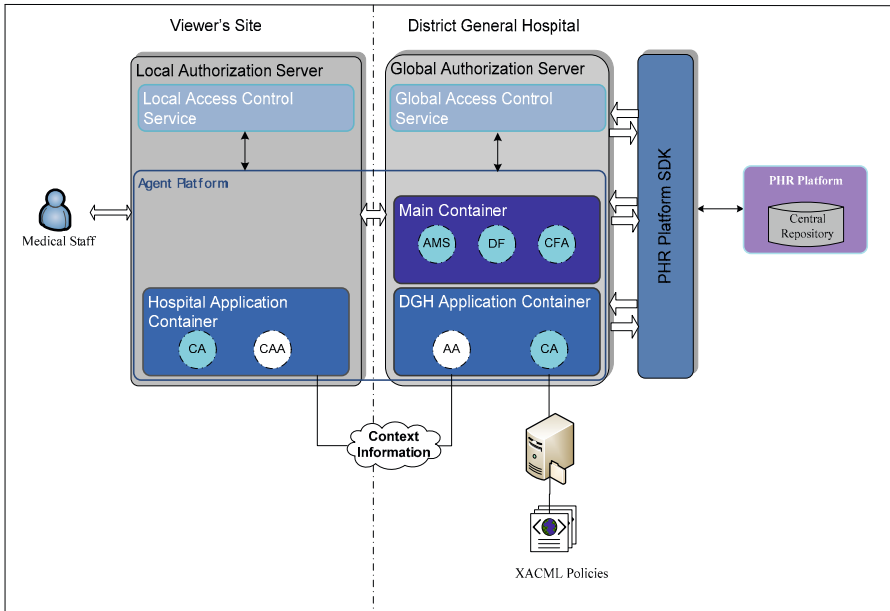 Viewer's Site
District General Hospital
Local Authorization Server
Local Access Control
Service
Global Authorization Server
Global Access Control
Service
Agent Platform
Medical Staff
Main Container
AMS
DF
CFA
Hospital Application
Container
CA
CAA
DGH Application Container
AA
CA
PHR Platform SDK
PHR Platform
Central
Repository
Context
Information
XACML Policies